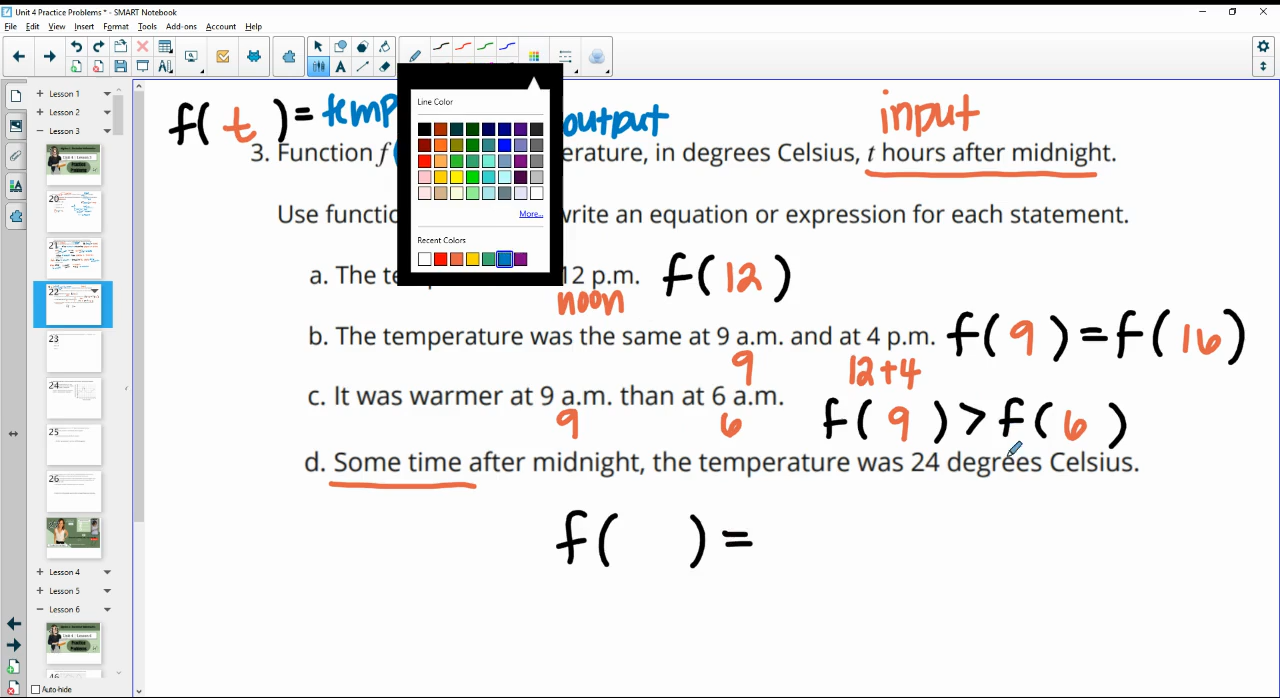 Unit 4 Practice Problems * - SMART Notebook
File Edit View Insert Format Tools Add-ons Account Help
Lesson 1
Lesson 2
Lesson 3
20
21
22
23
24
25
26
Lesson 4
Lesson 5
Lesson 6
46
Auto-hide
Line Color
More...
Recent Colors
f( t ) = temp output input
3. Function f erature, in degrees Celsius, t hours after midnight.
Use functio write an equation or expression for each statement.
a. The te 12 p.m. f( 12 )
noon
b. The temperature was the same at 9 a.m. and at 4 p.m. f( 9 ) = f( 16 )
9 12+4
c. It was warmer at 9 a.m. than at 6 a.m. f( 9 ) > f( 6 )
9 6
d. Some time after midnight, the temperature was 24 degrees Celsius.
f( ) =